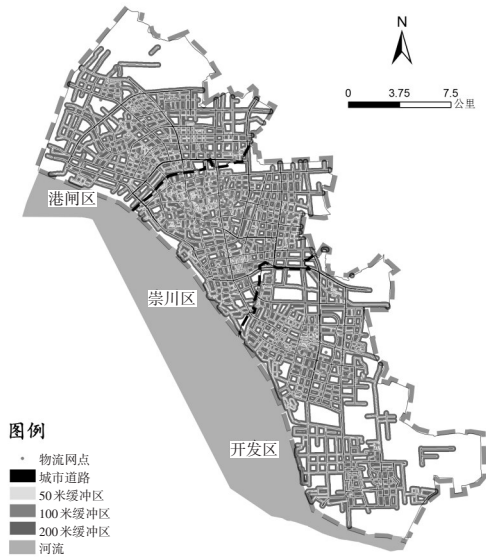 N
0 3.75 7.5
公里
港闸区
崇川区
开发区
图例
物流网点
城市道路
50米缓冲区
100米缓冲区
200米缓冲区
河流